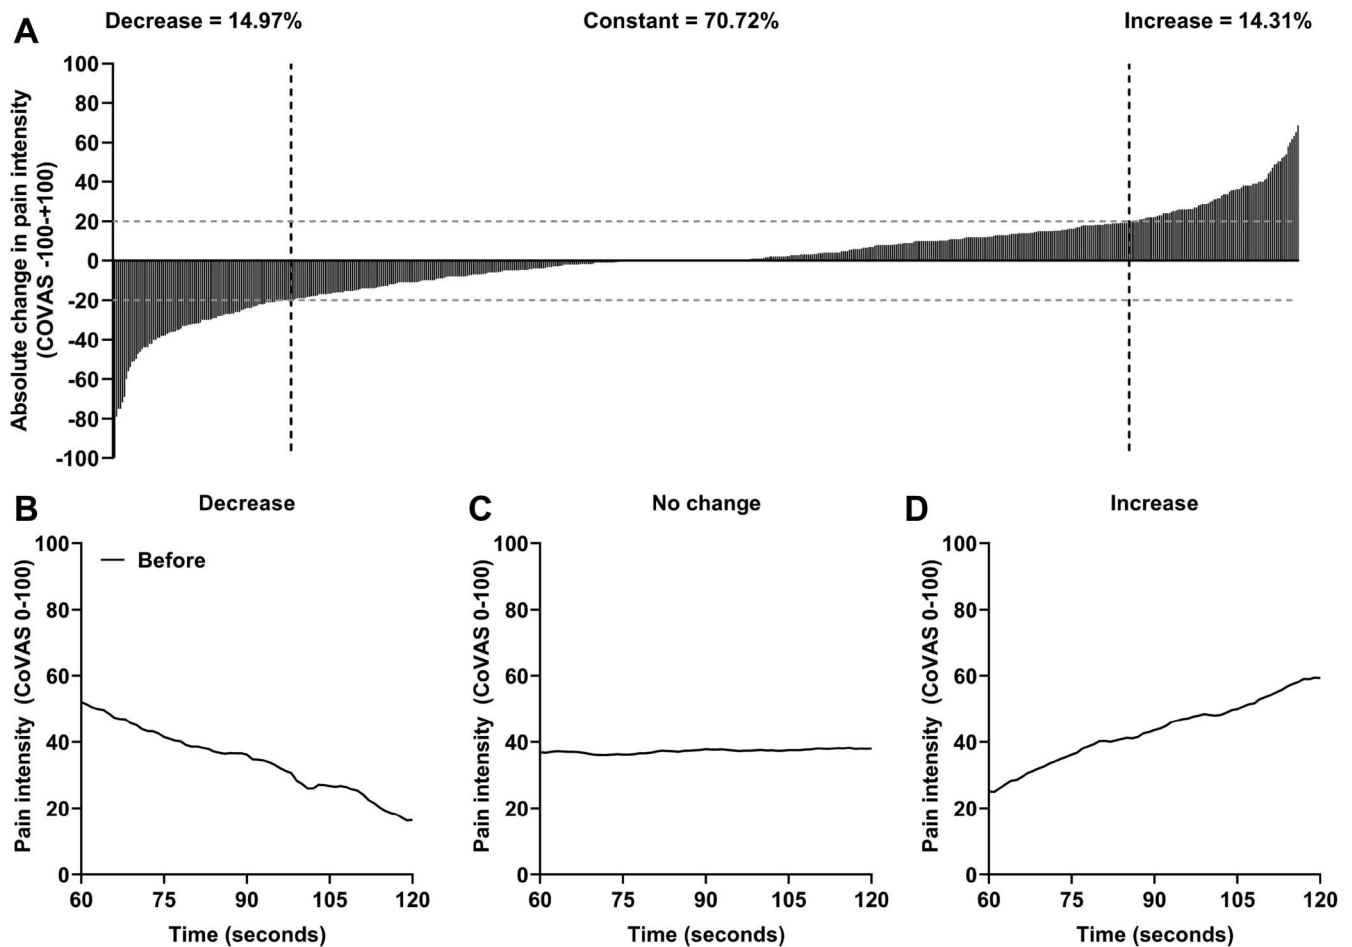 A
Decrease = 14.97%
Constant = 70.72%
Increase = 14.31%
Absolute change in pain intensity
(COVAS -100-+100)
100
80
60
40
20
0
-20
-40
-60
-80
-100
B
Decrease
Pain intensity (CoVAS 0-100)
100
80
60
40
20
0
Before
60
75
90
105
120
Time (seconds)
C
No change
Pain intensity (CoVAS 0-100)
100
80
60
40
20
0
60
75
90
105
120
Time (seconds)
D
Increase
Pain intensity (CoVAS 0-100)
100
80
60
40
20
0
60
75
90
105
120
Time (seconds)